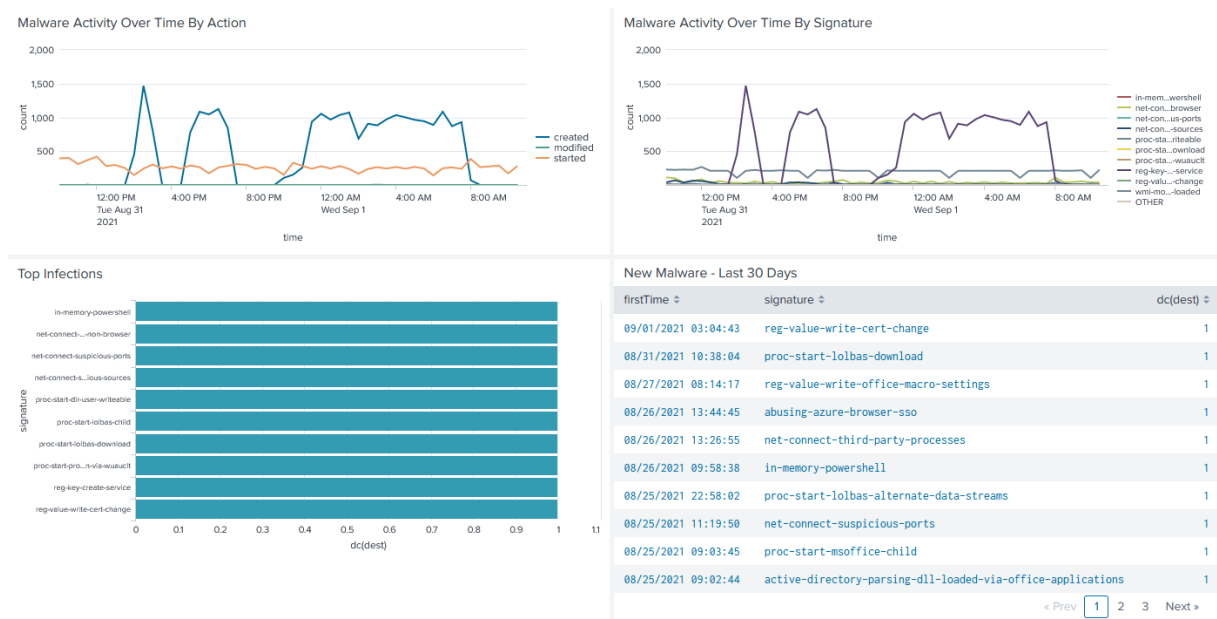 Malware Activity Over Time By Action
2,000
1,500
1,000
500
count
12:00 PM
Tue Aug 31
2021
4:00 PM
8:00 PM
12:00 AM
Wed Sep 1
4:00 AM
8:00 AM
time
created
modified
started
Malware Activity Over Time By Signature
2,000
1,500
1,000
500
count
12:00 PM
Tue Aug 31
2021
4:00 PM
8:00 PM
12:00 AM
Wed Sep 1
4:00 AM
8:00 AM
time
in-mem...wershell
net-con...browser
net-con...us-ports
net-con...-sources
proc-sta...riteable
proc-sta...ownload
proc-sta...-wuauclt
reg-key-...-service
reg-valu...-change
wmi-mo...-loaded
OTHER
Top Infections
signature
in-memory-powershell
net-connect-...-non-browser
net-connect-suspicious-ports
net-connect-s...ious-sources
proc-start-dir-user-writeable
proc-start-lolbas-child
proc-start-lolbas-download
proc-start-pro...n-via-wuauclt
reg-key-create-service
reg-value-write-cert-change
0 0.1 0.2 0.3 0.4 0.5 0.6 0.7 0.8 0.9 1 1.1
dc(dest)
New Malware - Last 30 Days
firstTime signature dc(dest)
09/01/2021 03:04:43 reg-value-write-cert-change 1
08/31/2021 10:38:04 proc-start-lolbas-download 1
08/27/2021 08:14:17 reg-value-write-office-macro-settings 1
08/26/2021 13:44:45 abusing-azure-browser-sso 1
08/26/2021 13:26:55 net-connect-third-party-processes 1
08/26/2021 09:58:38 in-memory-powershell 1
08/25/2021 22:58:02 proc-start-lolbas-alternate-data-streams 1
08/25/2021 11:19:50 net-connect-suspicious-ports 1
08/25/2021 09:03:45 proc-start-msoffice-child 1
08/25/2021 09:02:44 active-directory-parsing-dll-loaded-via-office-applications 1
« Prev 1 2 3 Next »